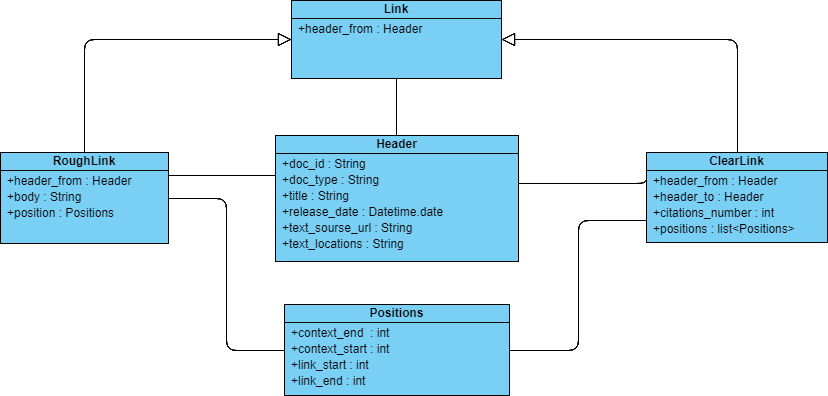 Link
+header_from : Header
RoughLink
+header_from : Header
+body : String
+position : Positions
Header
+doc_id : String
+doc_type : String
+title : String
+release_date : Datetime.date
+text_sourse_url : String
+text_locations : String
ClearLink
+header_from : Header
+header_to : Header
+citations_number : int
+positions : list<Positions>
Positions
+context_end : int
+context_start : int
+link_start : int
+link_end : int